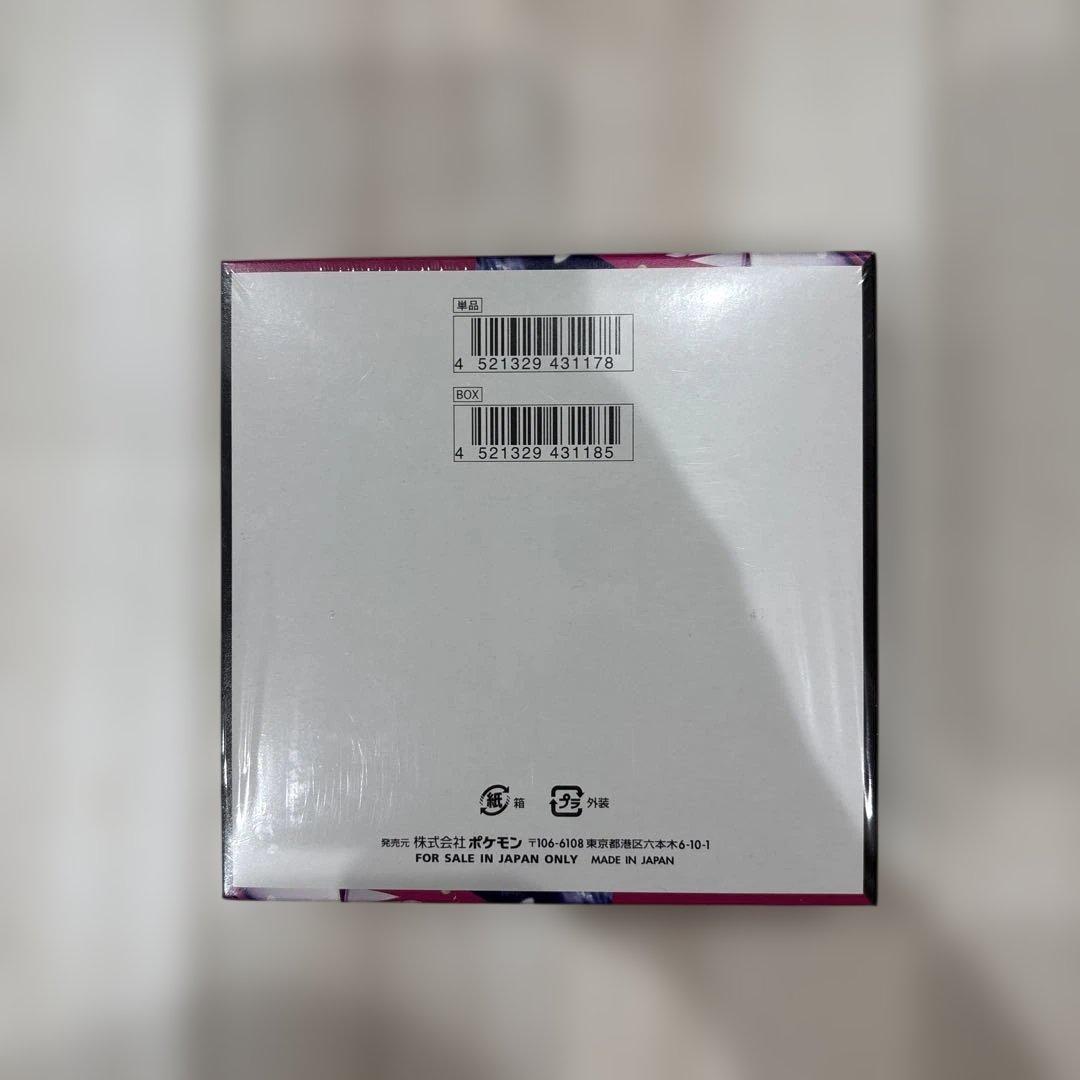 単品
4 521329 431178
BOX
4 521329 431185
紙 箱 プラ 外装
発売元 株式会社ポケモン 〒106-6108 東京都港区六本木6-10-1
FOR SALE IN JAPAN ONLY MADE IN JAPAN